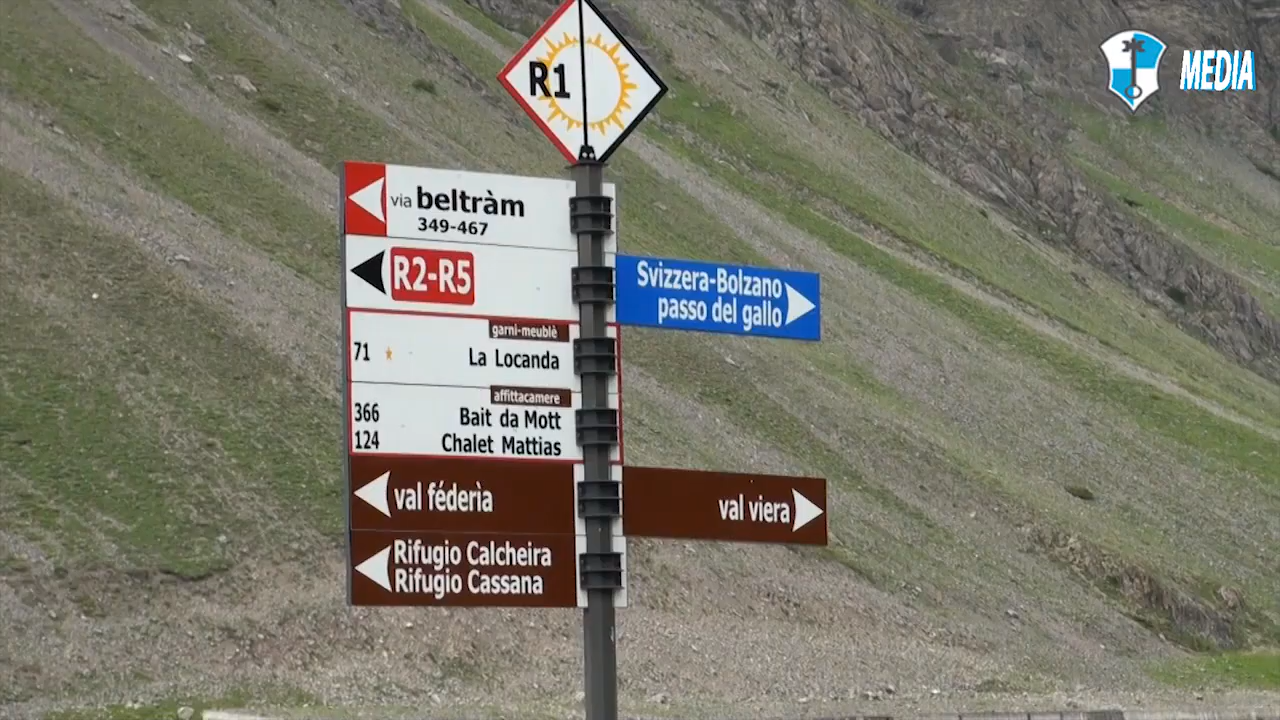 MEDIA
R1
via beltràm
349-467
R2-R5
Svizzera-Bolzano
passo del gallo
garni-meublè
71 La Locanda
affittacamere
366 Bait da Mott
124 Chalet Mattias
val féderìa
val viera
Rifugio Calcheira
Rifugio Cassana